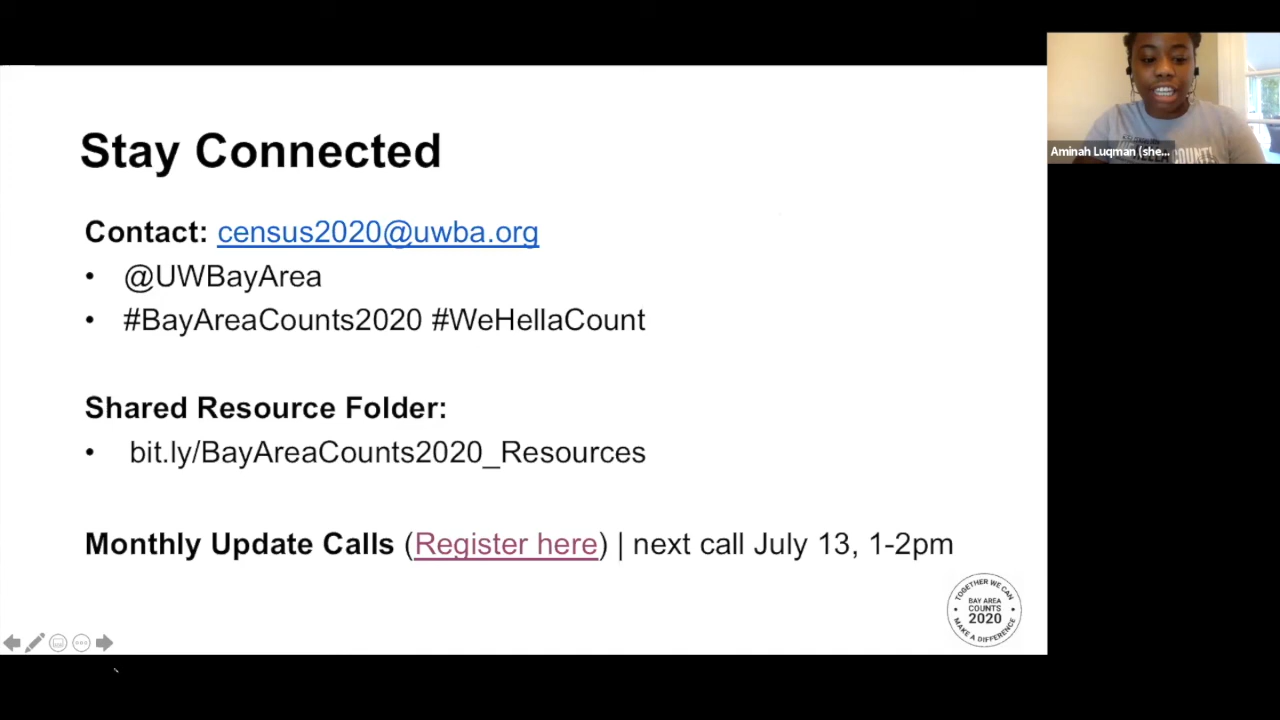 Stay Connected
Contact: census2020@uwba.org
• @UWBayArea
• #BayAreaCounts2020 #WeHellaCount
Shared Resource Folder:
• bit.ly/BayAreaCounts2020_Resources
Monthly Update Calls (Register here) | next call July 13, 1-2pm
TOGETHER WE CAN
BAY AREA
COUNTS
2020
MAKE A DIFFERENCE
Aminah Luqman (she...